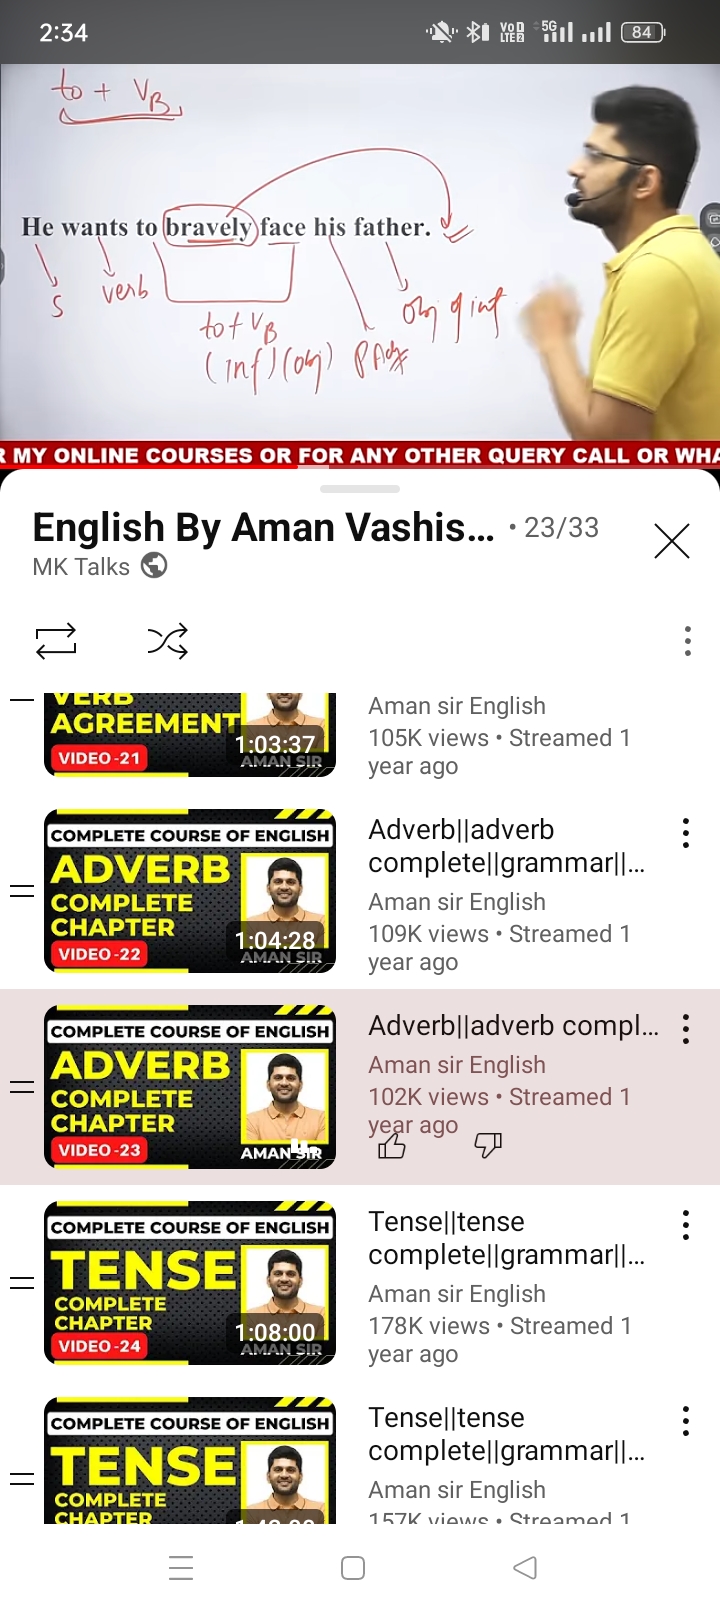 2:34
VoD
LTE2
5G
84
to + VB
He wants to bravely face his father.
S
verb
to + VB
(inf) (obj)
P Adj
obj of inf
R MY ONLINE COURSES OR FOR ANY OTHER QUERY CALL OR WHA
English By Aman Vashis... • 23/33
MK Talks
VERB
AGREEMENT
VIDEO -21
1:03:37
AMAN SIR
Aman sir English
105K views • Streamed 1
year ago
COMPLETE COURSE OF ENGLISH
ADVERB
COMPLETE
CHAPTER
VIDEO -22
1:04:28
AMAN SIR
Adverb||adverb
complete||grammar||...
Aman sir English
109K views • Streamed 1
year ago
COMPLETE COURSE OF ENGLISH
ADVERB
COMPLETE
CHAPTER
VIDEO -23
AMAN SIR
Adverb||adverb compl...
Aman sir English
102K views • Streamed 1
year ago
COMPLETE COURSE OF ENGLISH
TENSE
COMPLETE
CHAPTER
VIDEO -24
1:08:00
AMAN SIR
Tense||tense
complete||grammar||...
Aman sir English
178K views • Streamed 1
year ago
COMPLETE COURSE OF ENGLISH
TENSE
COMPLETE
CHAPTER
Tense||tense
complete||grammar||...
Aman sir English
157K views • Streamed 1